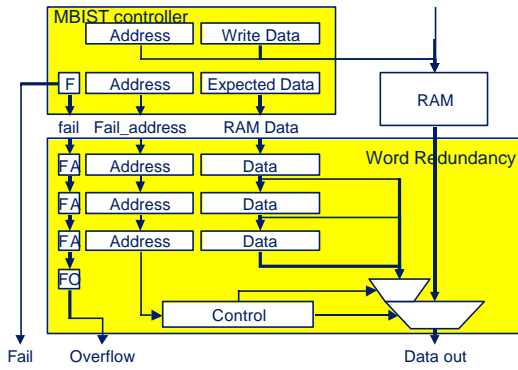 MBIST controller
Address Write Data
F Address Expected Data
RAM
fail Fail_address RAM Data
Word Redundancy
FA Address Data
FA Address Data
FA Address Data
FO
Control
Fail Overflow Data out